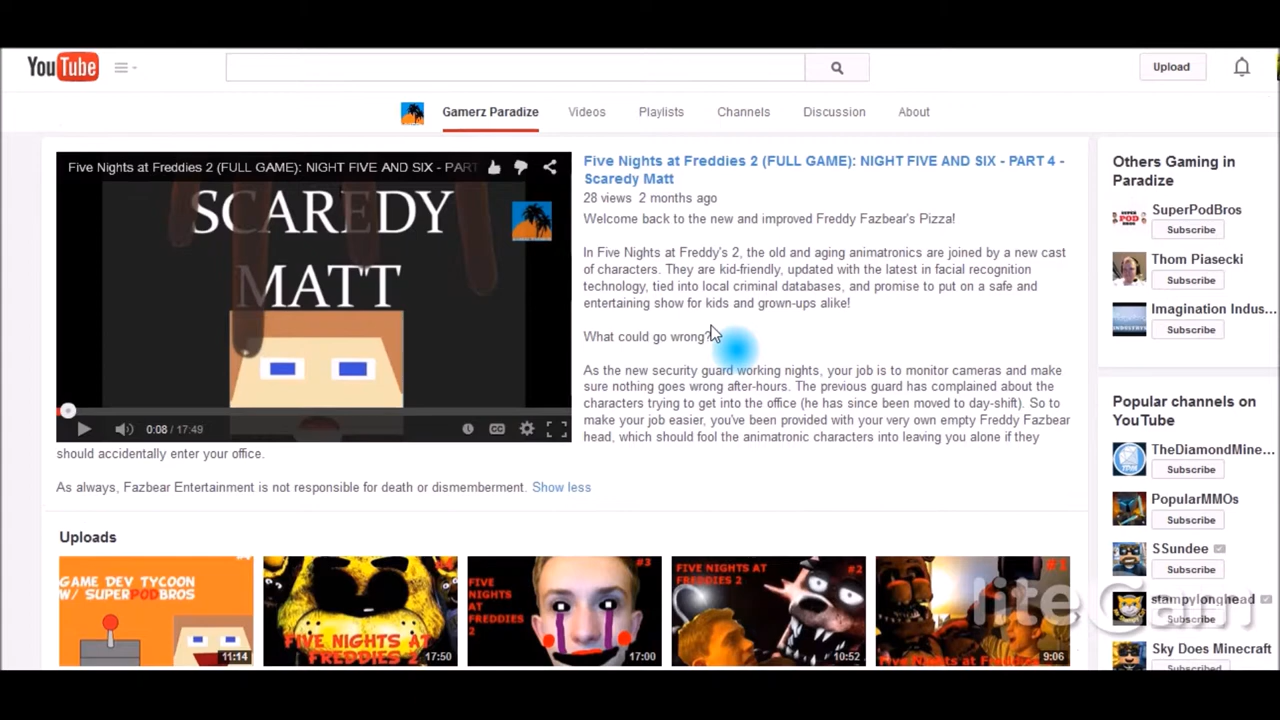 YouTube
Upload
Gamerz Paradize
Videos
Playlists
Channels
Discussion
About
Five Nights at Freddies 2 (FULL GAME): NIGHT FIVE AND SIX - PART
SCAREDY
MATT
0:08 / 17:49
Five Nights at Freddies 2 (FULL GAME): NIGHT FIVE AND SIX - PART 4 -
Scaredy Matt
28 views 2 months ago
Welcome back to the new and improved Freddy Fazbear's Pizza!
In Five Nights at Freddy's 2, the old and aging animatronics are joined by a new cast
of characters. They are kid-friendly, updated with the latest in facial recognition
technology, tied into local criminal databases, and promise to put on a safe and
entertaining show for kids and grown-ups alike!
What could go wrong?
As the new security guard working nights, your job is to monitor cameras and make
sure nothing goes wrong after-hours. The previous guard has complained about the
characters trying to get into the office (he has since been moved to day-shift). So to
make your job easier, you've been provided with your very own empty Freddy Fazbear
head, which should fool the animatronic characters into leaving you alone if they
should accidentally enter your office.
As always, Fazbear Entertainment is not responsible for death or dismemberment. Show less
Uploads
GAME DEV TYCOON
W/ SUPERPODBROS
11:14
FIVE NIGHTS AT
FREDDIES 2
17:50
#3
FIVE
NIGHTS
AT
FREDDIES
2
17:00
FIVE NIGHTS AT
FREDDIES 2
#2
10:52
#1
Five Nights at
9:06
Others Gaming in
Paradize
SuperPodBros
Subscribe
Thom Piasecki
Subscribe
Imagination Indus...
Subscribe
Popular channels on
YouTube
TheDiamondMine...
Subscribe
PopularMMOs
Subscribe
SSundee
Subscribe
stampylonghead
Subscribe
Sky Does Minecraft
Subscribed
liteCam